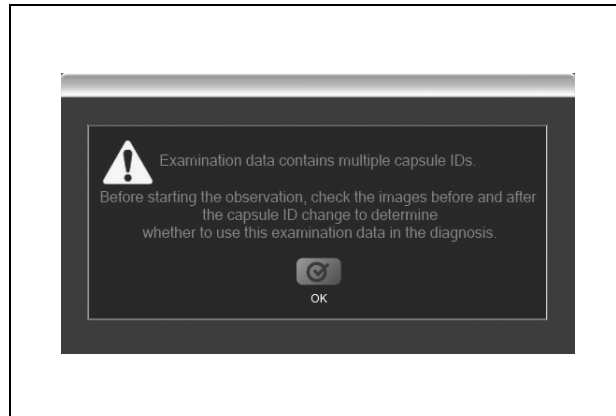 Examination data contains multiple capsule IDs.
Before starting the observation, check the images before and after
the capsule ID change to determine
whether to use this examination data in the diagnosis.
OK